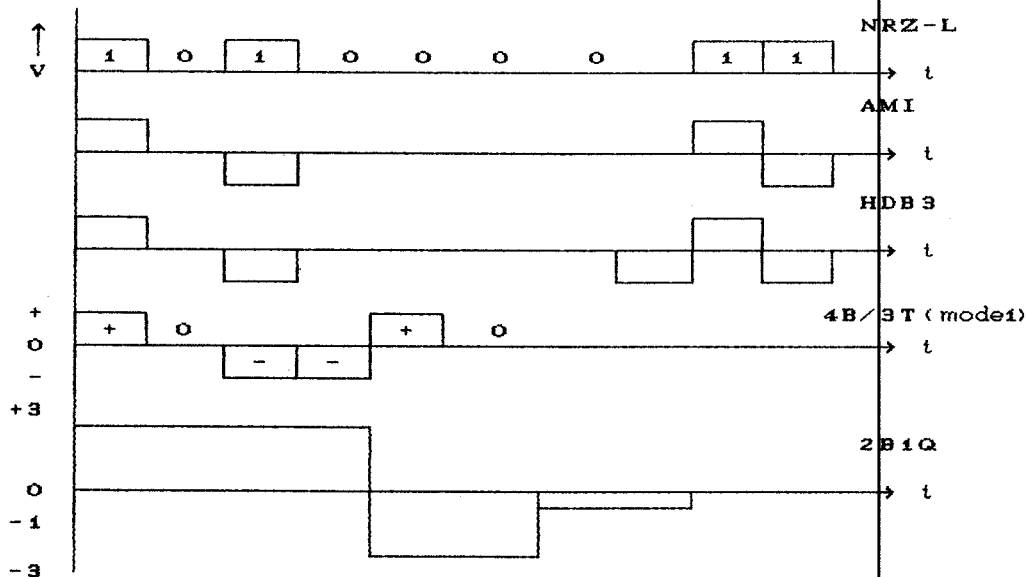 NRZ-L
1 0 1 0 0 0 0 1 1
V
t
AMI
t
HDB3
t
+
4B/3T(mode1)
+ 0 + 0
0
t
- -
-
+3
2B1Q
0
t
-1
-3